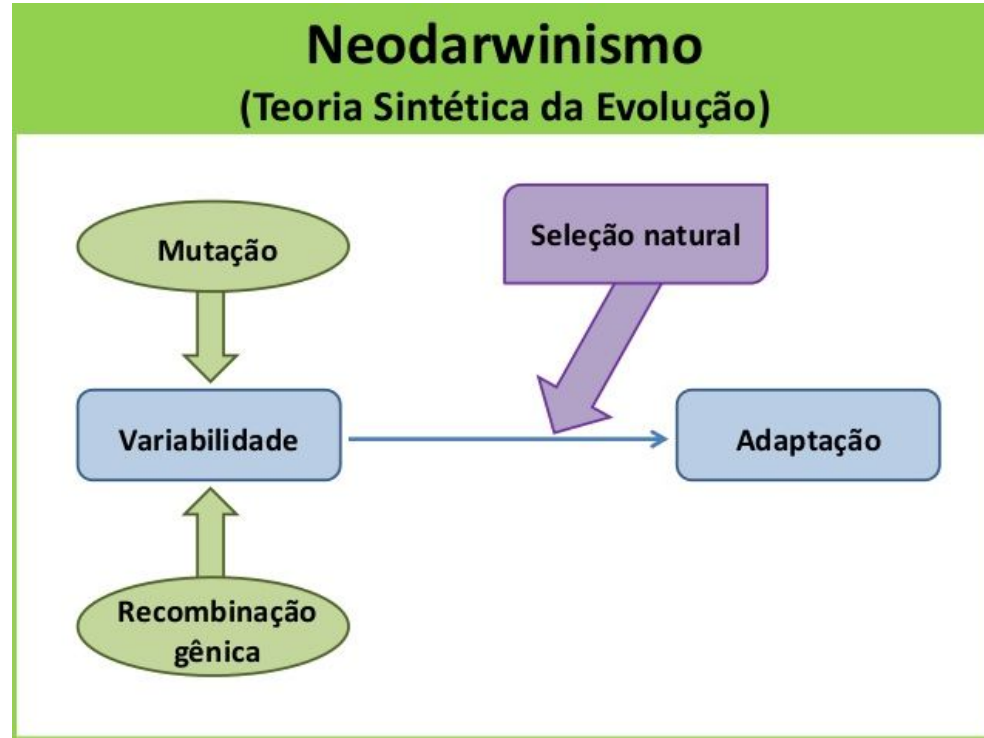 Neodarwinismo
(Teoria Sintética da Evolução)
Mutação
Seleção natural
Variabilidade
Adaptação
Recombinação
gênica